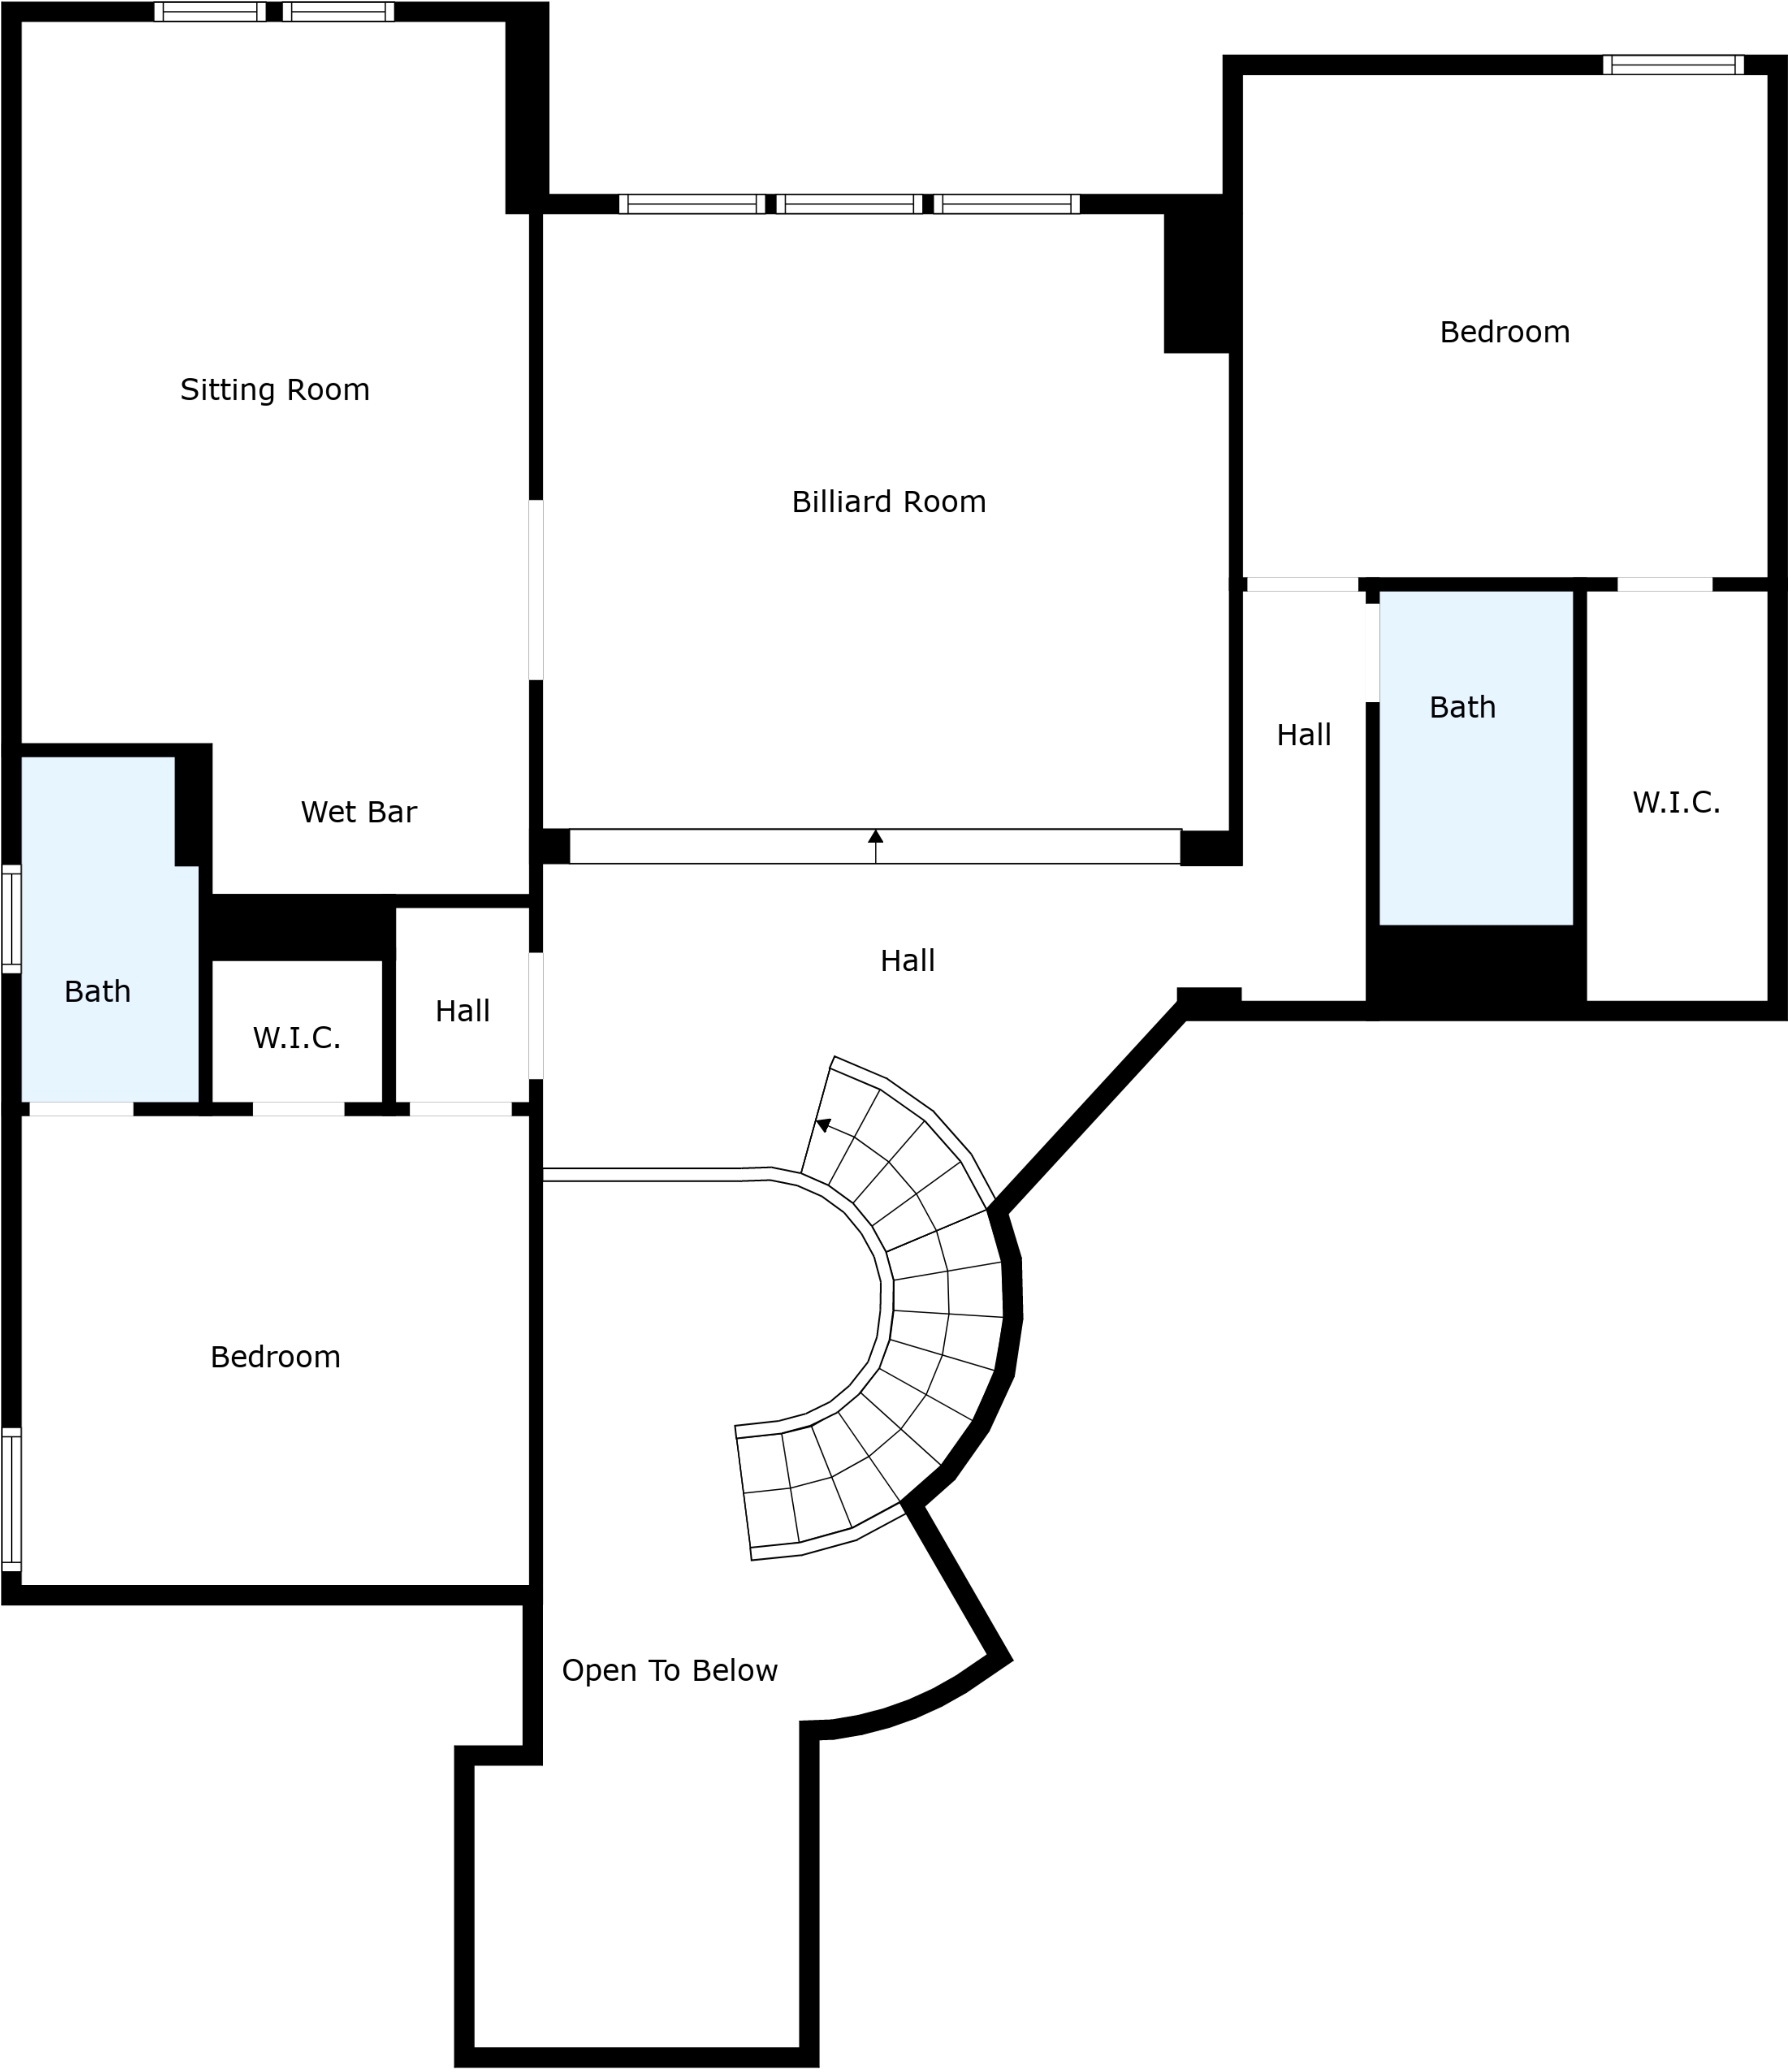 Bedroom
Sitting Room
Billiard Room
Bath
Hall
W.I.C.
Wet Bar
Hall
Bath
Hall
W.I.C.
Bedroom
Open To Below